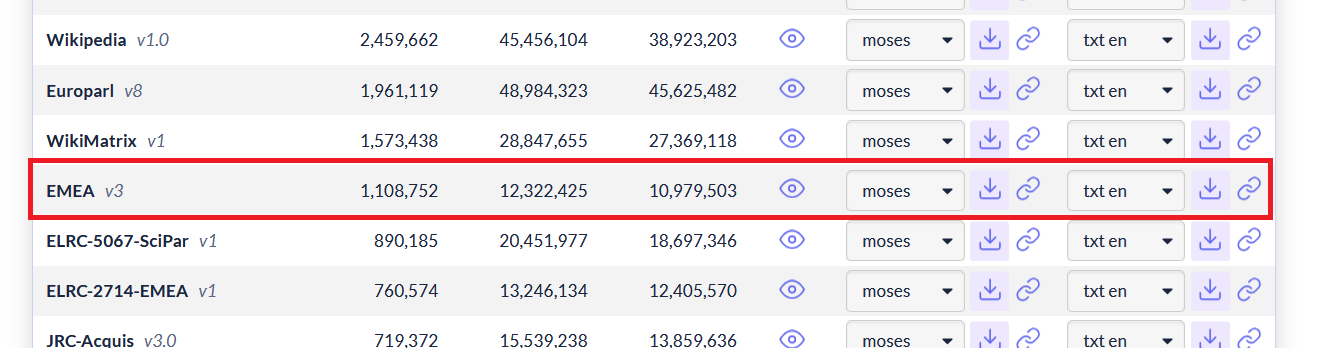 Wikipedia v1.0 2,459,662 45,456,104 38,923,203 moses txt en
Europarl v8 1,961,119 48,984,323 45,625,482 moses txt en
WikiMatrix v1 1,573,438 28,847,655 27,369,118 moses txt en
EMEA v3 1,108,752 12,322,425 10,979,503 moses txt en
ELRC-5067-SciPar v1 890,185 20,451,977 18,697,346 moses txt en
ELRC-2714-EMEA v1 760,574 13,246,134 12,405,570 moses txt en
JRC-Acquis v3.0 719,372 15,539,238 13,859,636 moses txt en